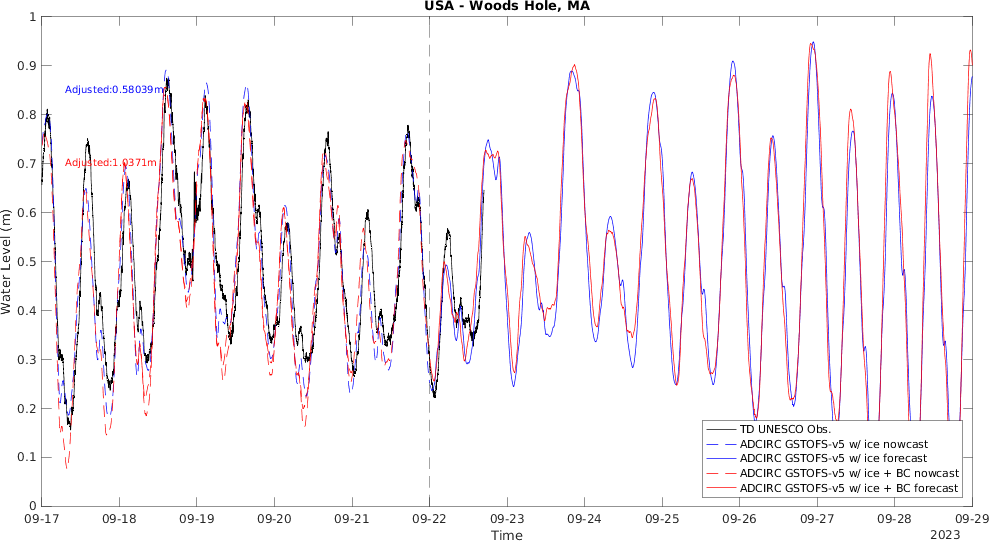 USA - Woods Hole, MA
1
0.9
0.8
0.7
0.6
0.5
0.4
0.3
0.2
0.1
0
Water Level (m)
Adjusted:0.58039m
Adjusted:1.0371m
TD UNESCO Obs.
ADCIRC GSTOFS-v5 w/ ice nowcast
ADCIRC GSTOFS-v5 w/ ice forecast
ADCIRC GSTOFS-v5 w/ ice + BC nowcast
ADCIRC GSTOFS-v5 w/ ice + BC forecast
09-17 09-18 09-19 09-20 09-21 09-22 09-23 09-24 09-25 09-26 09-27 09-28 09-29
Time
2023